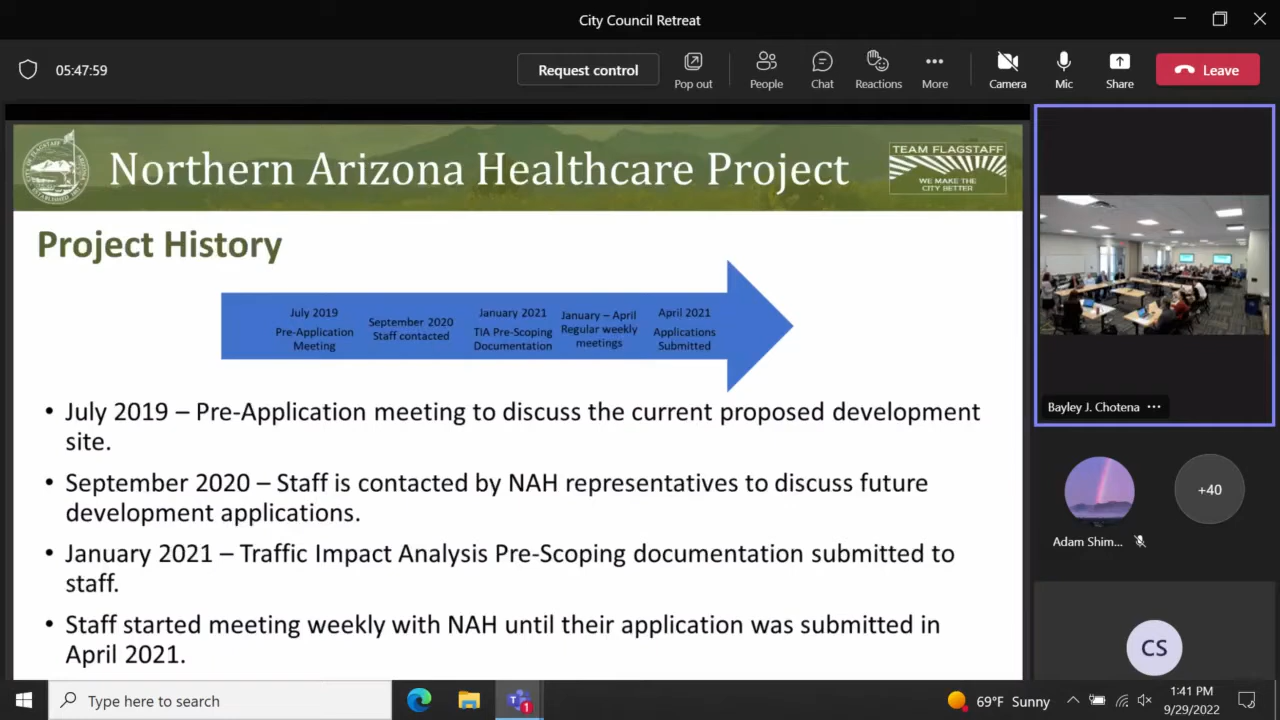 City Council Retreat
05:47:59
Request control
Pop out
People
Chat
Reactions
More
Camera
Mic
Share
Leave
Northern Arizona Healthcare Project
TEAM FLAGSTAFF
WE MAKE THE
CITY BETTER
Project History
July 2019
Pre-Application
Meeting
September 2020
Staff contacted
January 2021
TIA Pre-Scoping
Documentation
January – April
Regular weekly
meetings
April 2021
Applications
Submitted
• July 2019 – Pre-Application meeting to discuss the current proposed development
site.
• September 2020 – Staff is contacted by NAH representatives to discuss future
development applications.
• January 2021 – Traffic Impact Analysis Pre-Scoping documentation submitted to
staff.
• Staff started meeting weekly with NAH until their application was submitted in
April 2021.
Bayley J. Chotena
Adam Shim...
+40
CS
Type here to search
1
69°F Sunny
1:41 PM
9/29/2022